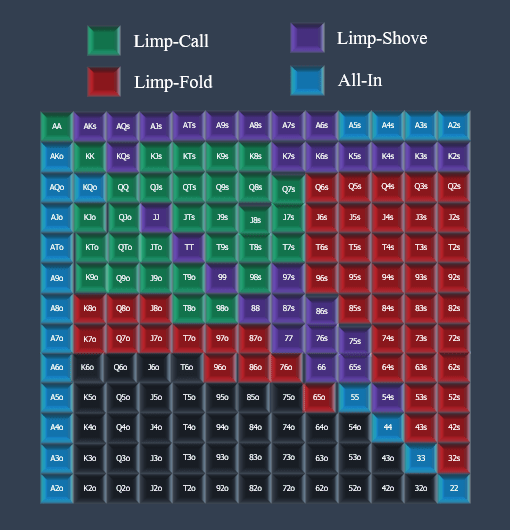 Limp-Call Limp-Shove
Limp-Fold All-In
AA AKs AQs AJs ATs A9s A8s A7s A6s A5s A4s A3s A2s
AKo KK KQs KJs KTs K9s K8s K7s K6s K5s K4s K3s K2s
AQo KQo QQ QJs QTs Q9s Q8s Q7s Q6s Q5s Q4s Q3s Q2s
AJo KJo QJo JJ JTs J9s J8s J7s J6s J5s J4s J3s J2s
ATo KTo QTo JTo TT T9s T8s T7s T6s T5s T4s T3s T2s
A9o K9o Q9o J9o T9o 99 98s 97s 96s 95s 94s 93s 92s
A8o K8o Q8o J8o T8o 98o 88 87s 86s 85s 84s 83s 82s
A7o K7o Q7o J7o T7o 97o 87o 77 76s 75s 74s 73s 72s
A6o K6o Q6o J6o T6o 96o 86o 76o 66 65s 64s 63s 62s
A5o K5o Q5o J5o T5o 95o 85o 75o 65o 55 54s 53s 52s
A4o K4o Q4o J4o T4o 94o 84o 74o 64o 54o 44 43s 42s
A3o K3o Q3o J3o T3o 93o 83o 73o 63o 53o 43o 33 32s
A2o K2o Q2o J2o T2o 92o 82o 72o 62o 52o 42o 32o 22